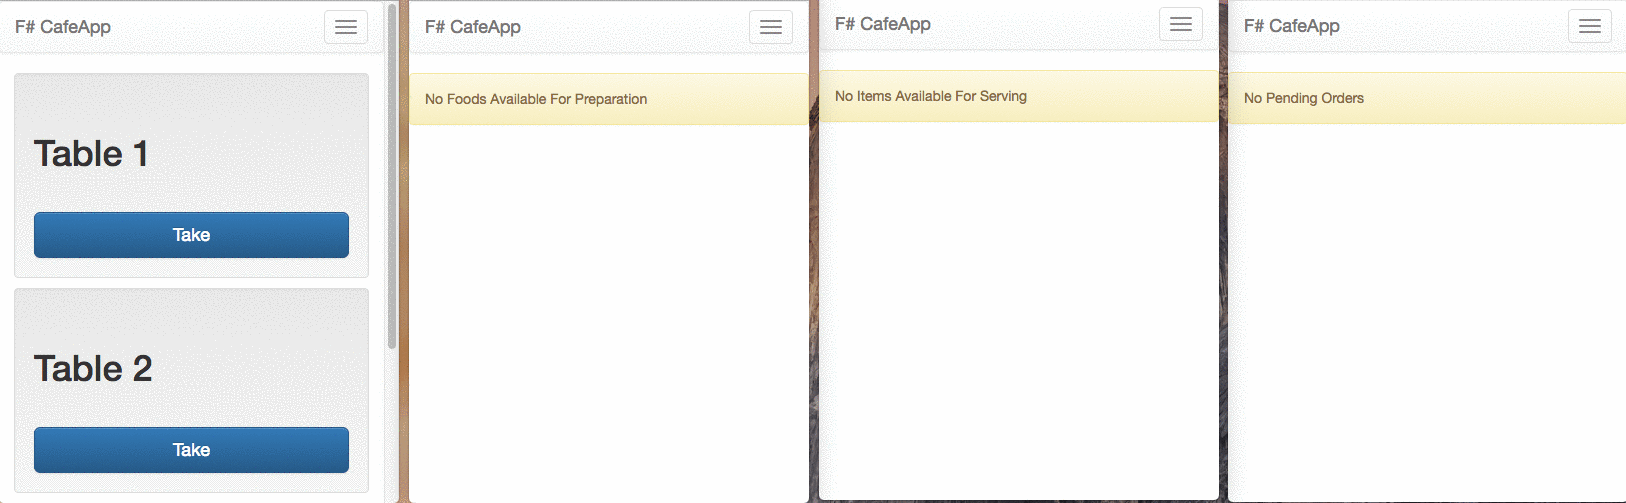 F# CafeApp
Table 1
Take
Table 2
Take
F# CafeApp
No Foods Available For Preparation
F# CafeApp
No Items Available For Serving
F# CafeApp
No Pending Orders